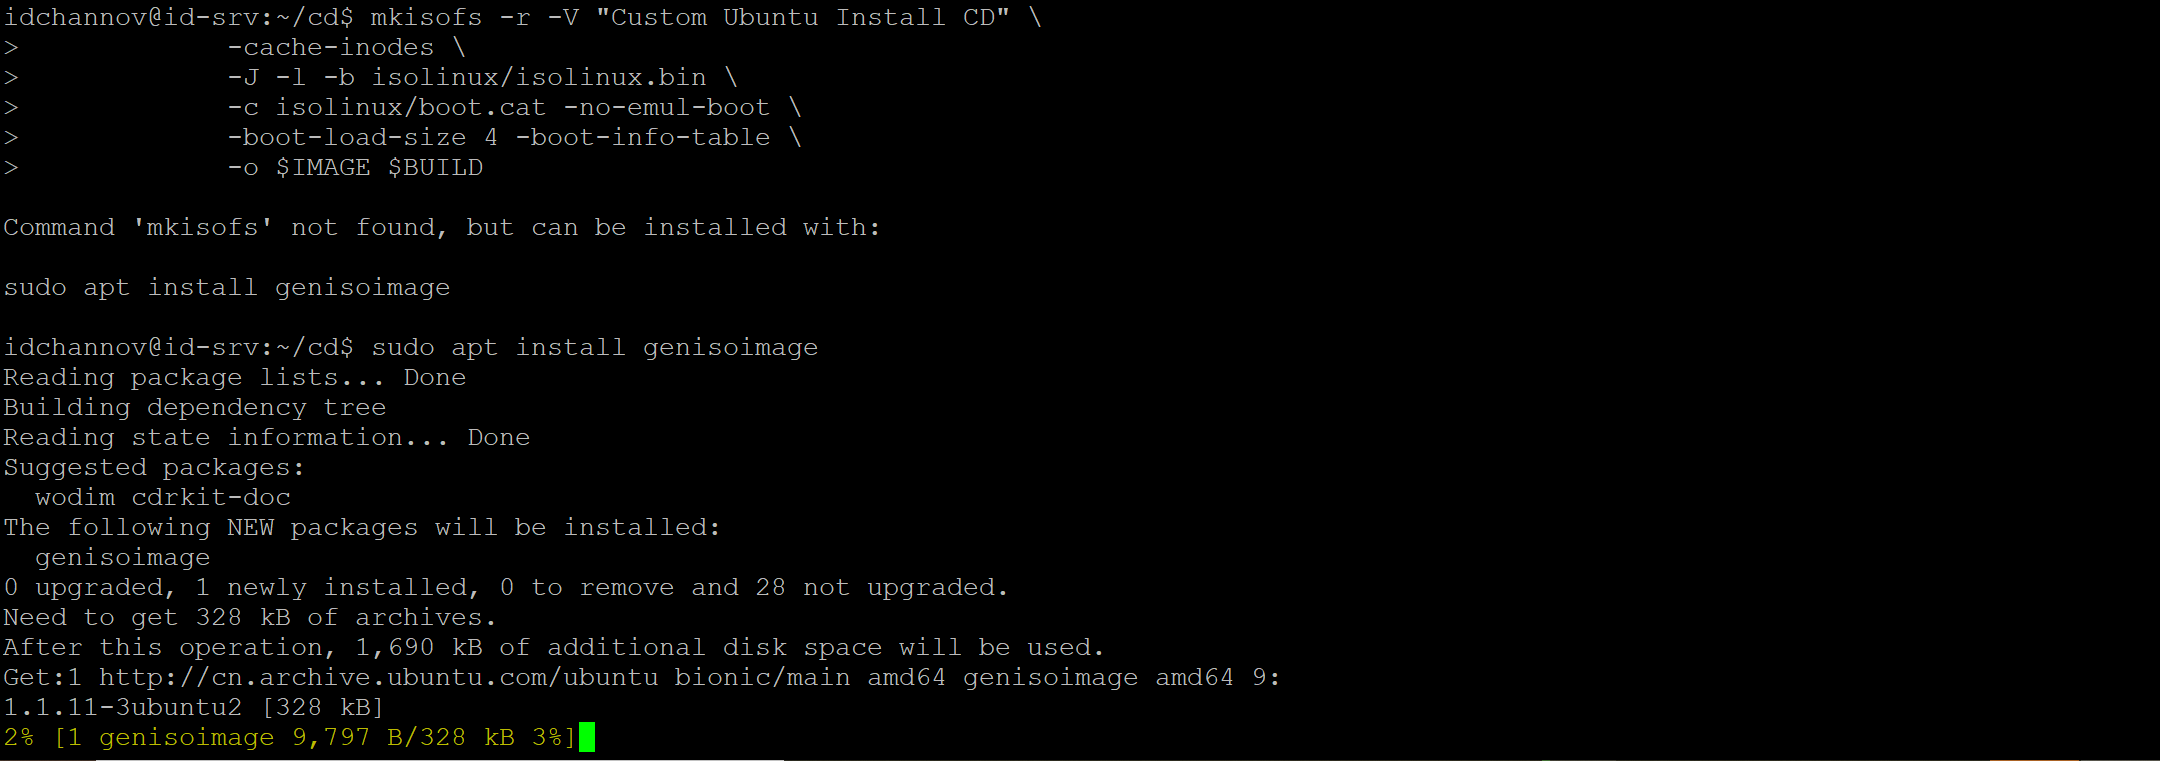 idchannov@id-srv:~/cd$ mkisofs -r -V "Custom Ubuntu Install CD" \
>             -cache-inodes \
>             -J -l -b isolinux/isolinux.bin \
>             -c isolinux/boot.cat -no-emul-boot \
>             -boot-load-size 4 -boot-info-table \
>             -o $IMAGE $BUILD
Command 'mkisofs' not found, but can be installed with:
sudo apt install genisoimage
idchannov@id-srv:~/cd$ sudo apt install genisoimage
Reading package lists... Done
Building dependency tree
Reading state information... Done
Suggested packages:
  wodim cdrkit-doc
The following NEW packages will be installed:
  genisoimage
0 upgraded, 1 newly installed, 0 to remove and 28 not upgraded.
Need to get 328 kB of archives.
After this operation, 1,690 kB of additional disk space will be used.
Get:1 http://cn.archive.ubuntu.com/ubuntu bionic/main amd64 genisoimage amd64 9:
1.1.11-3ubuntu2 [328 kB]
2% [1 genisoimage 9,797 B/328 kB 3%]